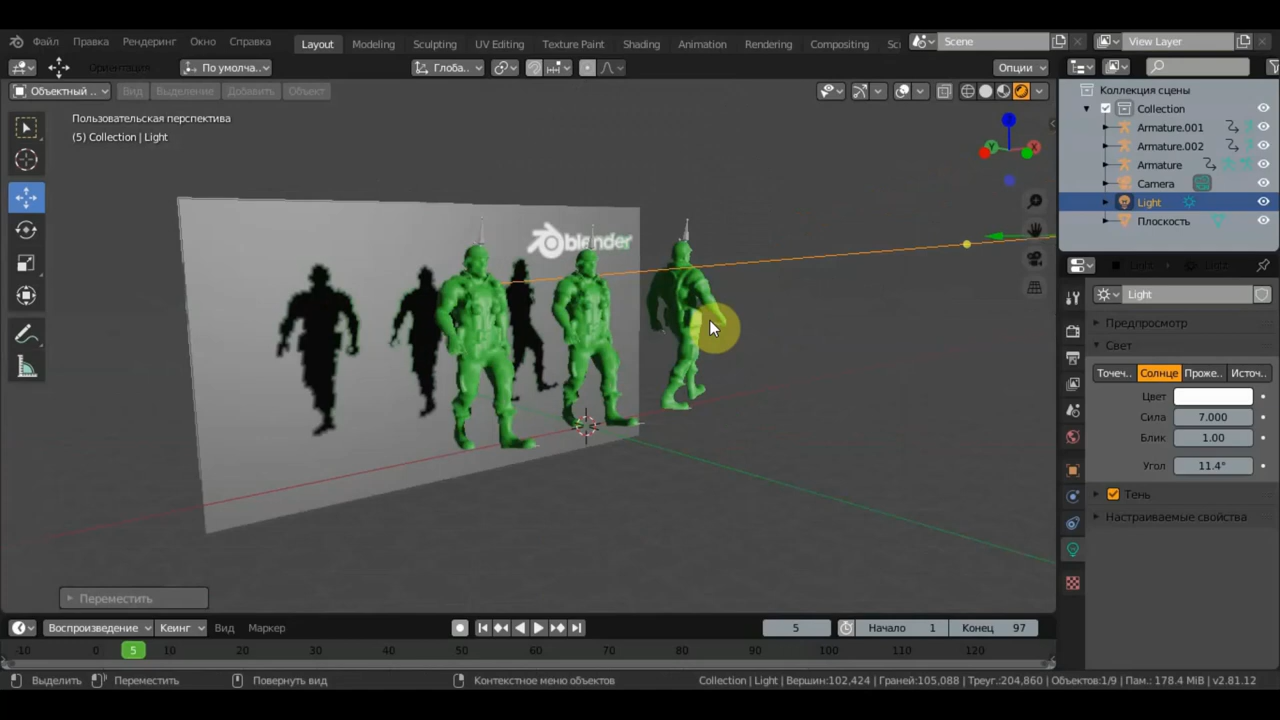 Файл Правка Рендеринг Окно Справка Layout Modeling Sculpting UV Editing Texture Paint Shading Animation Rendering Compositing Sc Scene View Layer
Ориентация: По умолча.. Глоба.. Опции
Объектный .. Вид Выделение Добавить Объект
Пользовательская перспектива
(5) Collection | Light
blender
Y X
Переместить
Коллекция сцены
Collection
Armature.001
Armature.002
Armature
Camera
Light
Плоскость
Light
Предпросмотр
Свет
Точеч.. Солнце Проже.. Источ..
Цвет
Сила 7.000
Блик 1.00
Угол 11.4°
Тень
Настраиваемые свойства
Воспроизведение Кеинг Вид Маркер 5 Начало 1 Конец 97
-10 0 5 10 20 30 40 50 60 70 80 90 100 110 120
Выделить Переместить Повернуть вид Контекстное меню объектов Collection | Light | Вершин:102,424 | Граней:105,088 | Треуг.:204,860 | Объектов:1/9 | Пам.: 178.4 MiB | v2.81.12